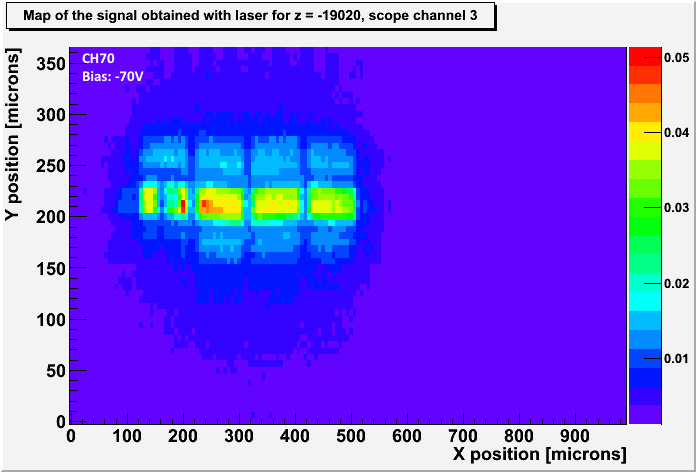 Map of the signal obtained with laser for z = -19020, scope channel 3
CH70
Bias: -70V
Y position [microns]
350
300
250
200
150
100
50
0
0 100 200 300 400 500 600 700 800 900
X position [microns]
0.05
0.04
0.03
0.02
0.01